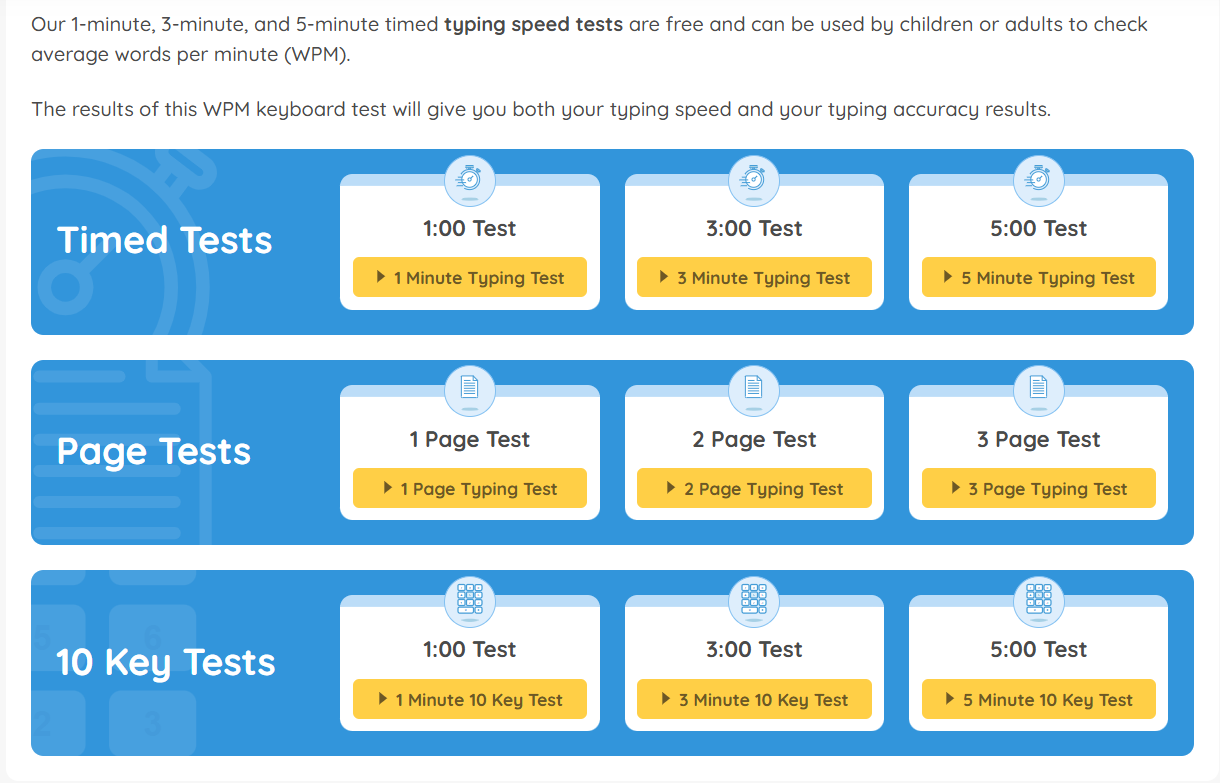 Our 1-minute, 3-minute, and 5-minute timed typing speed tests are free and can be used by children or adults to check
average words per minute (WPM).
The results of this WPM keyboard test will give you both your typing speed and your typing accuracy results.
Timed Tests
1:00 Test
1 Minute Typing Test
3:00 Test
3 Minute Typing Test
5:00 Test
5 Minute Typing Test
Page Tests
1 Page Test
1 Page Typing Test
2 Page Test
2 Page Typing Test
3 Page Test
3 Page Typing Test
5 6
10 Key Tests
2 3
1:00 Test
1 Minute 10 Key Test
3:00 Test
3 Minute 10 Key Test
5:00 Test
5 Minute 10 Key Test